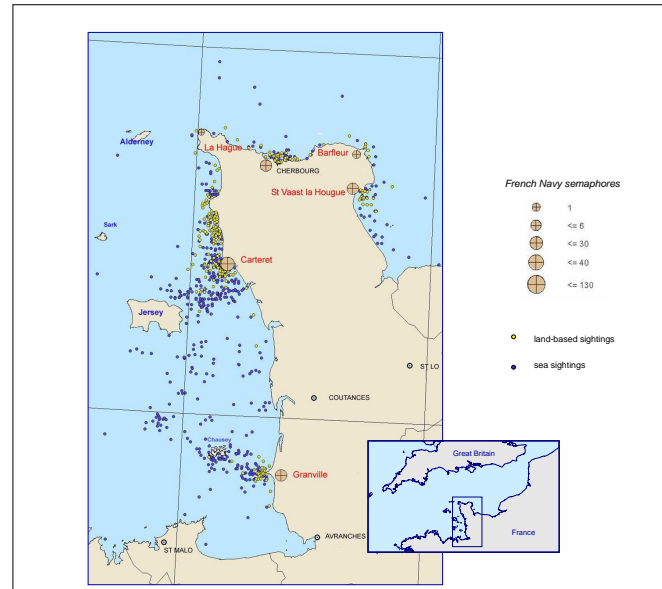 Alderney
La Hague
CHERBOURG
Barfleur
St Vaast la Hougue
Sark
Carteret
Jersey
ST LO
COUTANCES
Chausey
Granville
AVRANCHES
ST MALO
French Navy semaphores
1
<= 6
<= 30
<= 40
<= 130
land-based sightings
sea sightings
Great Britain
France